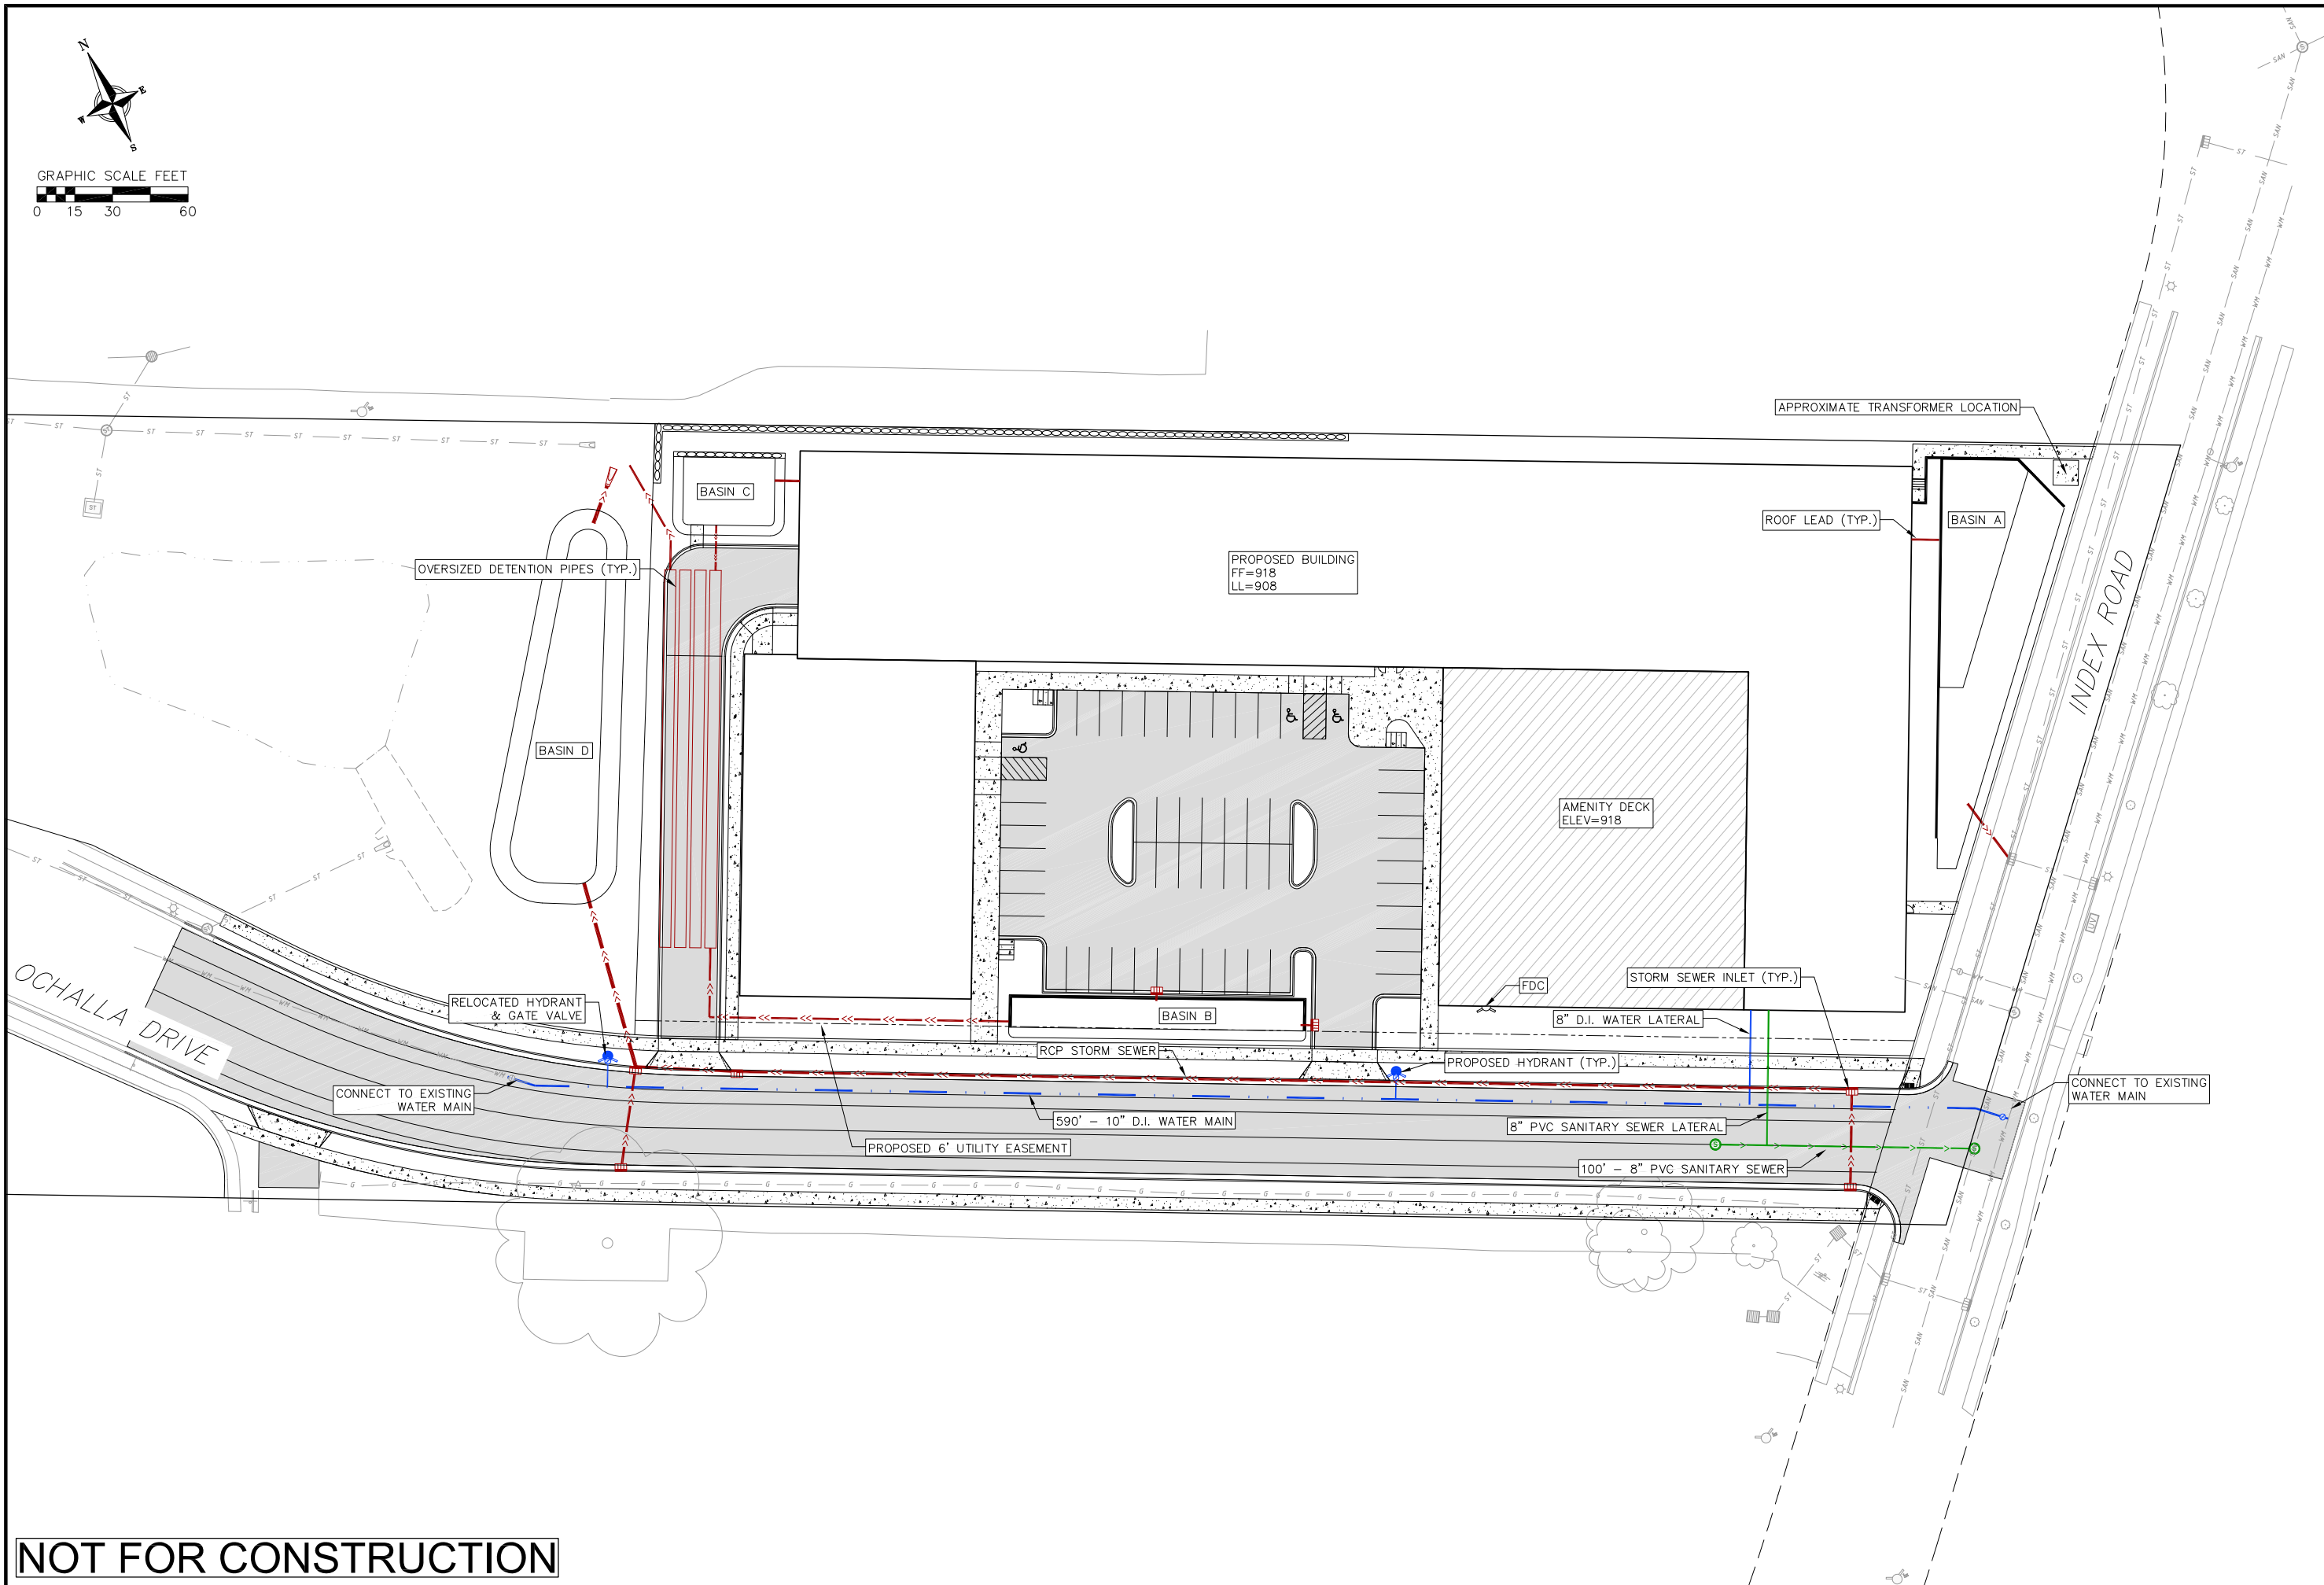 N
E
W
S
GRAPHIC SCALE FEET
0 15 30 60
APPROXIMATE TRANSFORMER LOCATION
BASIN C
ROOF LEAD (TYP.)
BASIN A
OVERSIZED DETENTION PIPES (TYP.)
PROPOSED BUILDING
FF=918
LL=908
INDEX ROAD
BASIN D
AMENITY DECK
ELEV=918
OCHALLA DRIVE
RELOCATED HYDRANT
& GATE VALVE
FDC
STORM SEWER INLET (TYP.)
BASIN B
8" D.I. WATER LATERAL
RCP STORM SEWER
PROPOSED HYDRANT (TYP.)
CONNECT TO EXISTING
WATER MAIN
CONNECT TO EXISTING
WATER MAIN
590' - 10" D.I. WATER MAIN
8" PVC SANITARY SEWER LATERAL
PROPOSED 6' UTILITY EASEMENT
100' - 8" PVC SANITARY SEWER
NOT FOR CONSTRUCTION